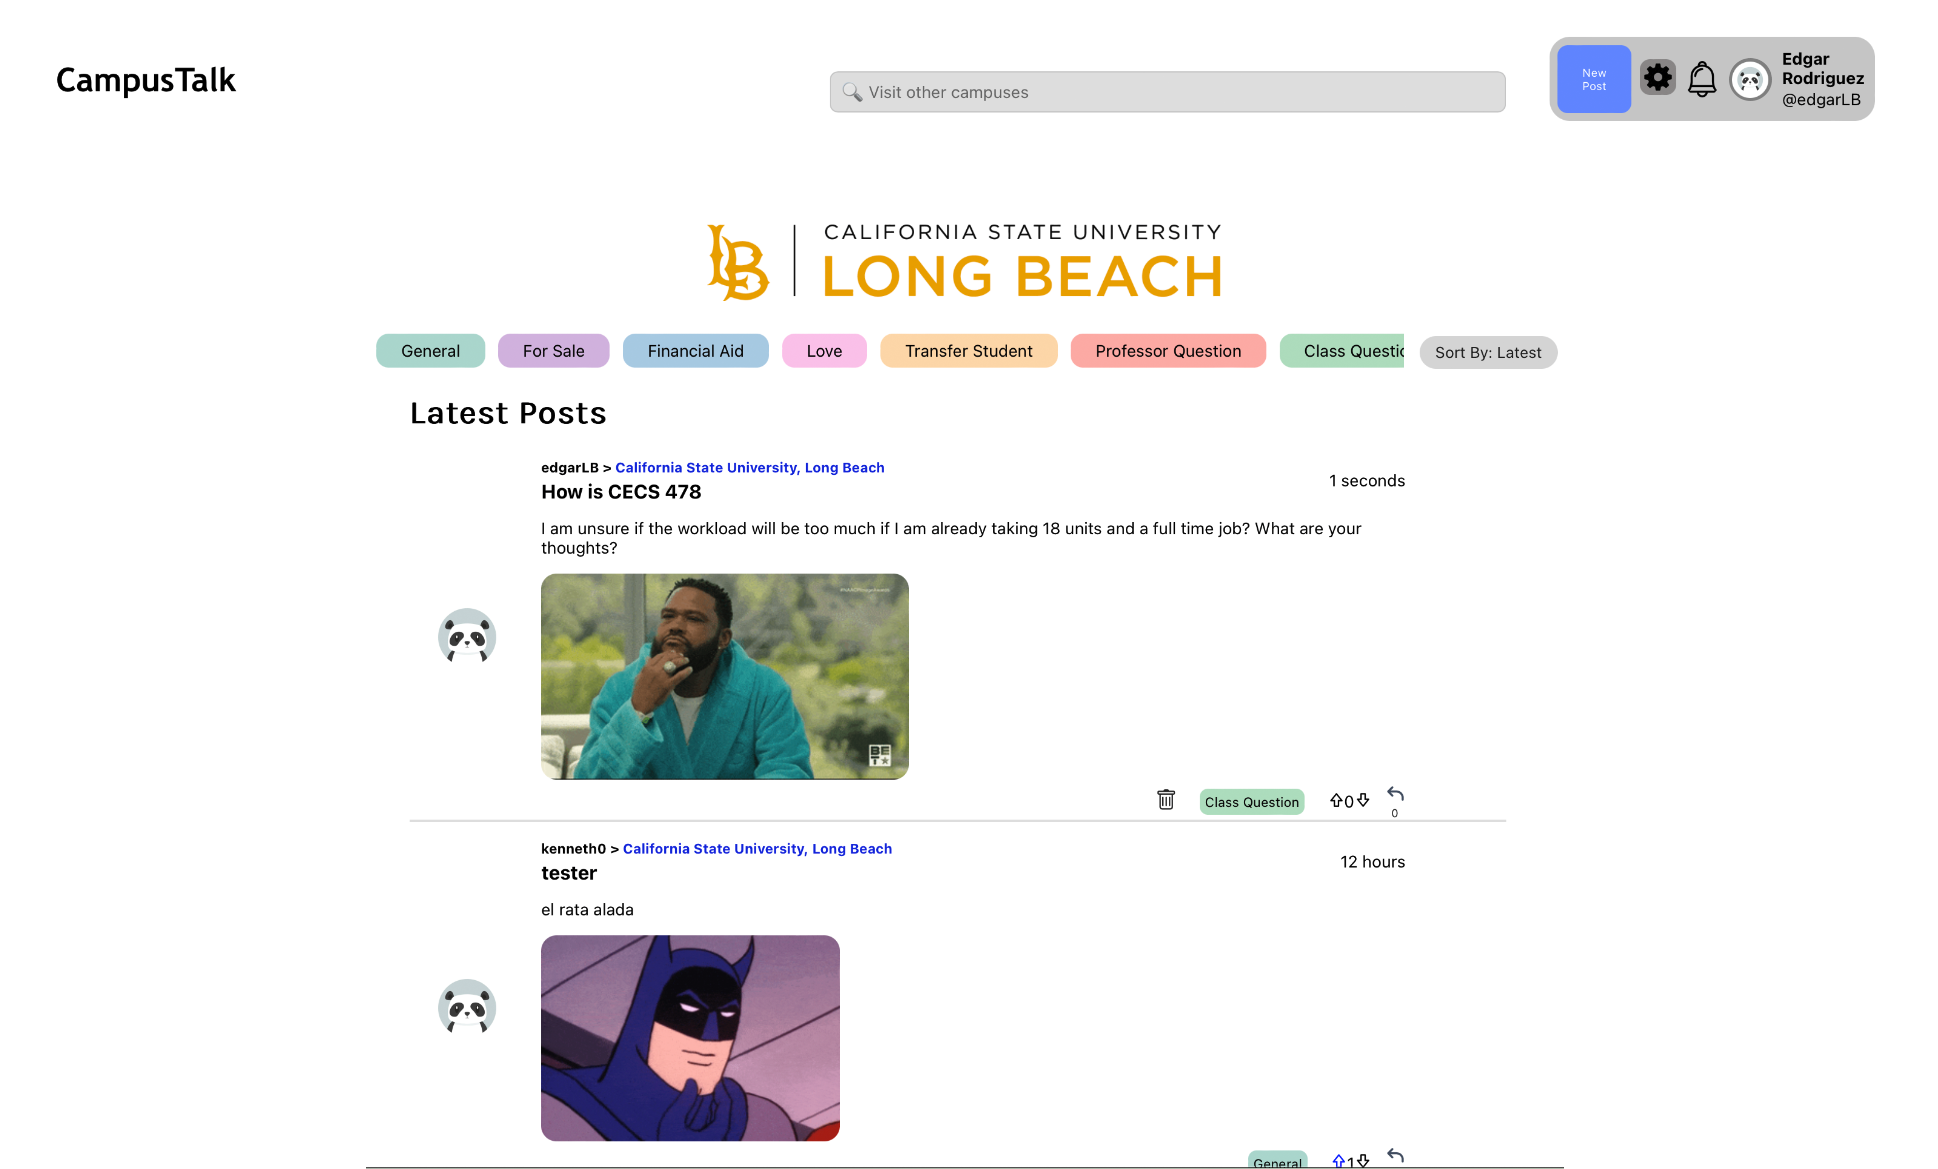 CampusTalk
Visit other campuses
New
Post
Edgar
Rodriguez
@edgarLB
LB
CALIFORNIA STATE UNIVERSITY
LONG BEACH
General
For Sale
Financial Aid
Love
Transfer Student
Professor Question
Class Questic
Sort By: Latest
Latest Posts
edgarLB > California State University, Long Beach
1 seconds
How is CECS 478
I am unsure if the workload will be too much if I am already taking 18 units and a full time job? What are your
thoughts?
BET
Class Question
0
0
kenneth0 > California State University, Long Beach
12 hours
tester
el rata alada
General
1